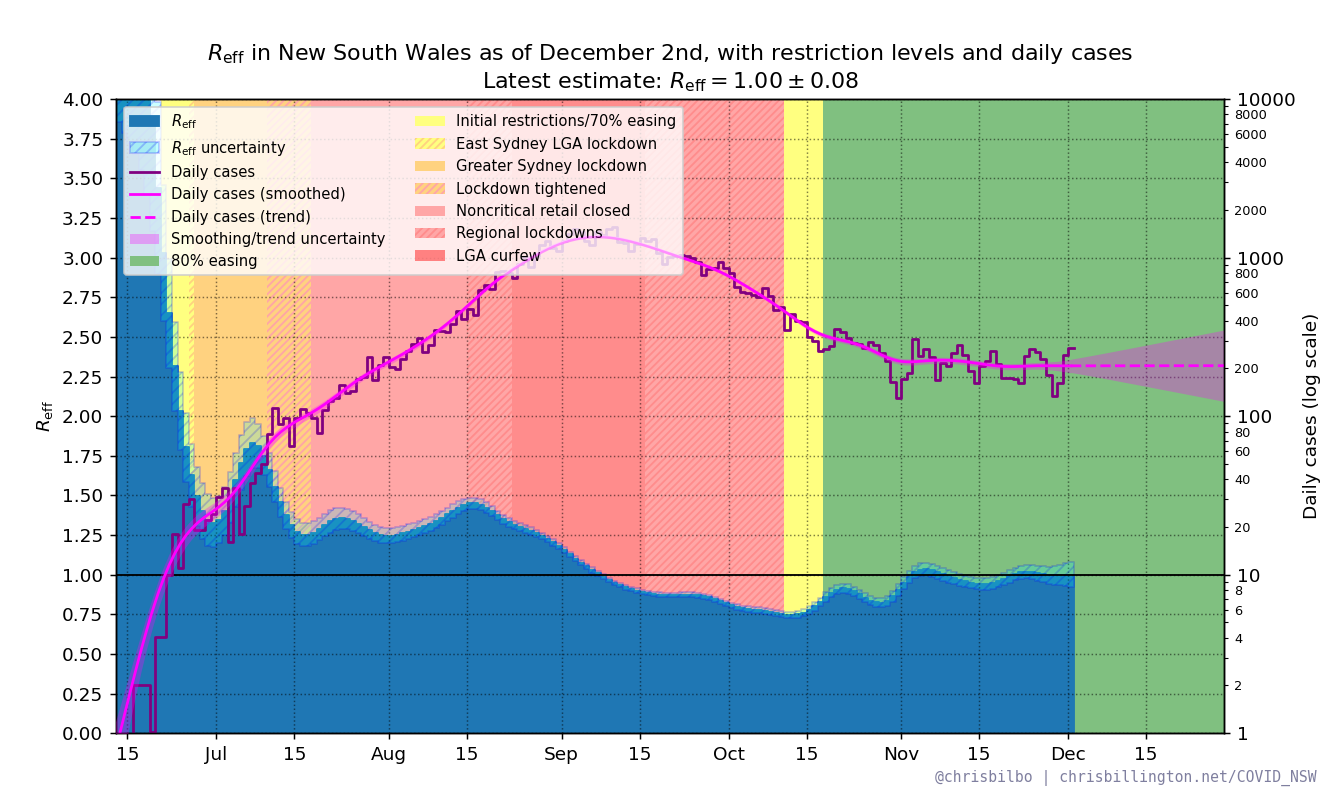 R_eff in New South Wales as of December 2nd, with restriction levels and daily cases
Latest estimate: R_eff = 1.00 ± 0.08
R_eff
R_eff uncertainty
Daily cases
Daily cases (smoothed)
Daily cases (trend)
Smoothing/trend uncertainty
80% easing
Initial restrictions/70% easing
East Sydney LGA lockdown
Greater Sydney lockdown
Lockdown tightened
Noncritical retail closed
Regional lockdowns
LGA curfew
R_eff
4.00
3.75
3.50
3.25
3.00
2.75
2.50
2.25
2.00
1.75
1.50
1.25
1.00
0.75
0.50
0.25
0.00
15
Jul
15
Aug
15
Sep
15
Oct
15
Nov
15
Dec
15
10000
8000
6000
4000
2000
1000
800
600
400
200
100
80
60
40
20
10
8
6
4
2
1
Daily cases (log scale)
@chrisbilbo | chrisbillington.net/COVID_NSW